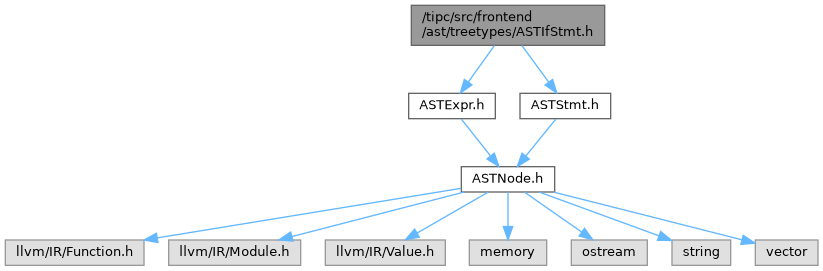 /tipc/src/frontend
/ast/treetypes/ASTIfStmt.h
ASTExpr.h
ASTStmt.h
ASTNode.h
llvm/IR/Function.h
llvm/IR/Module.h
llvm/IR/Value.h
memory
ostream
string
vector